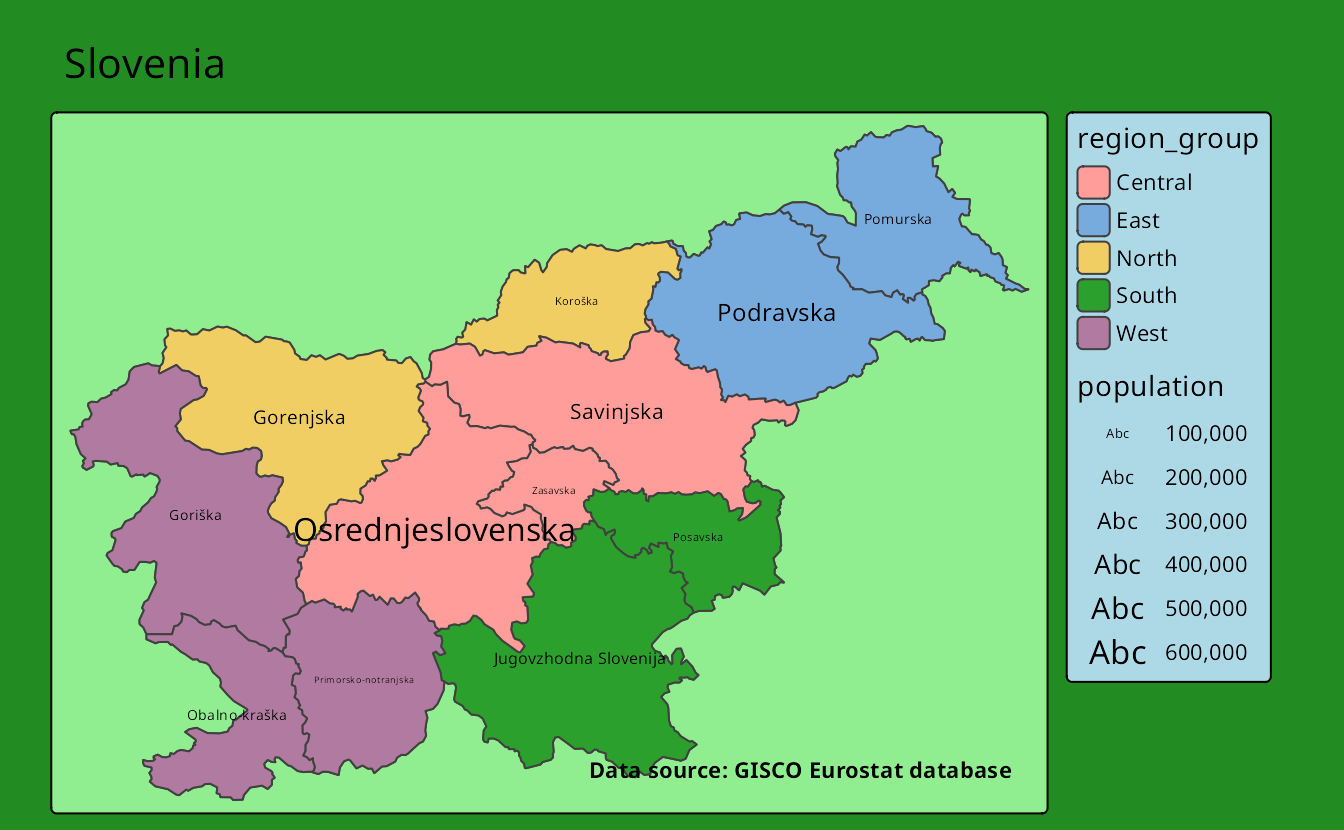 Slovenia
Pomurska
Koroška
Podravska
Gorenjska
Savinjska
Zasavska
Goriška
Osrednjeslovenska
Posavska
Jugovzhodna Slovenija
Primorsko-notranjska
Obalno-kraška
Data source: GISCO Eurostat database
region_group
Central
East
North
South
West
population
Abc 100,000
Abc 200,000
Abc 300,000
Abc 400,000
Abc 500,000
Abc 600,000